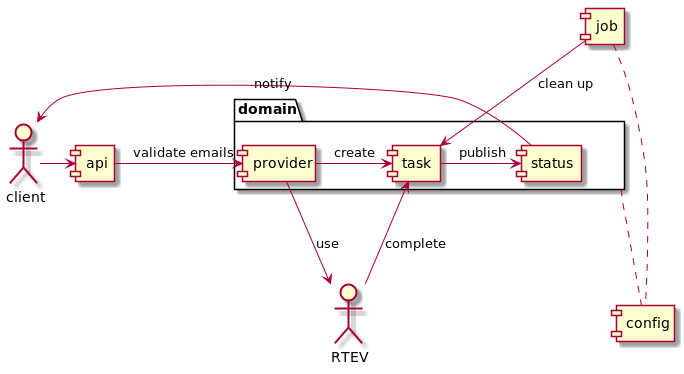 job
notify
clean up
domain
client
api
validate emails
provider
create
task
publish
status
use
complete
config
RTEV